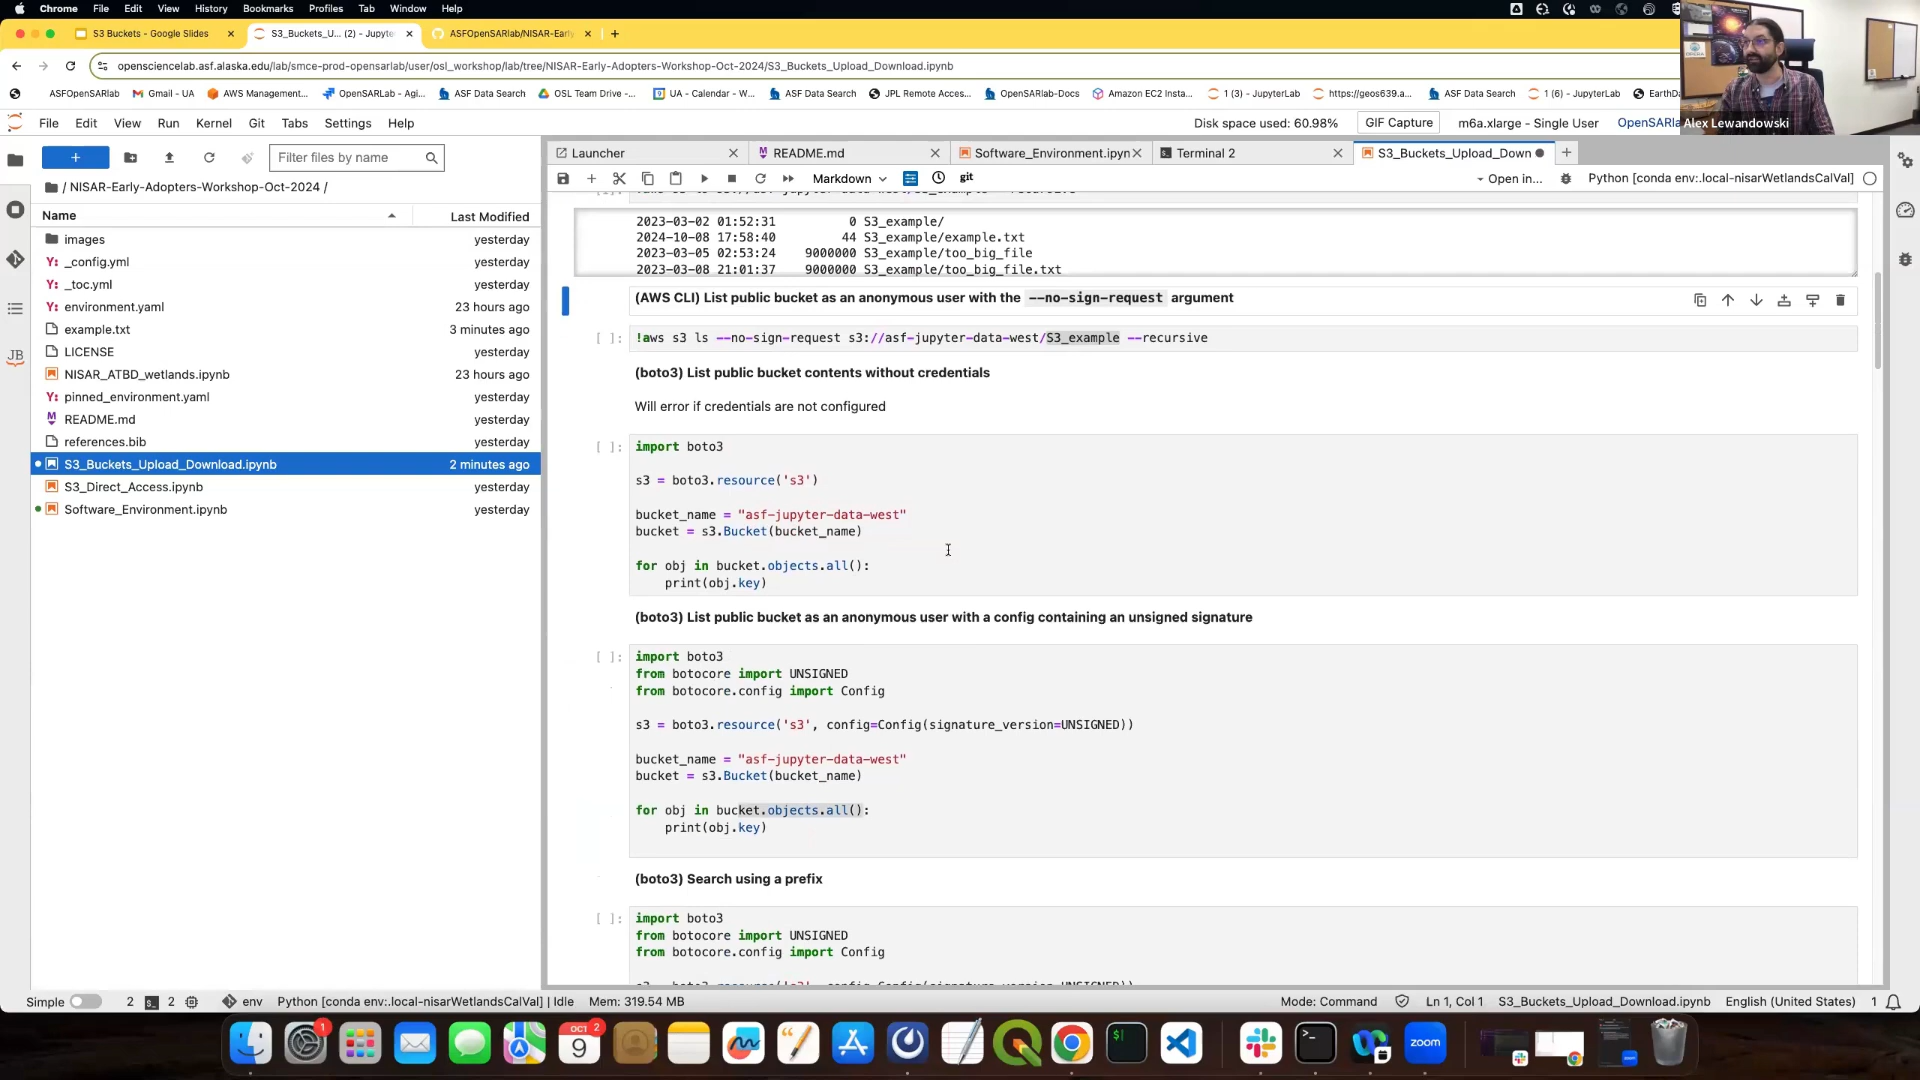 Chrome File Edit View History Bookmarks Profiles Tab Window Help
S3 Buckets - Google Slides
S3_Buckets_U... (2) - Jupyte
ASFOpenSARlab/NISAR-Early
openscience​lab.asf.alaska.edu/lab/smce-prod-opensarlab/user/osl_workshop/lab/tree/NISAR-Early-Adopters-Workshop-Oct-2024/S3_Buckets_Upload_Download.ipynb
ASFOpenSARlab Gmail - UA AWS Management... OpenSARLab - Agi... ASF Data Search OSL Team Drive -... UA - Calendar - W... ASF Data Search JPL Remote Acces... OpenSARlab-Docs Amazon EC2 Insta... 1 (3) - JupyterLab https://geos639.a... ASF Data Search 1 (6) - JupyterLab EarthDa
Alex Lewandowski
File Edit View Run Kernel Git Tabs Settings Help
Disk space used: 60.98% GIF Capture m6a.xlarge - Single User OpenSARla
+
Filter files by name
/ NISAR-Early-Adopters-Workshop-Oct-2024 /
Name Last Modified
images yesterday
_config.yml yesterday
_toc.yml yesterday
environment.yaml 23 hours ago
example.txt 3 minutes ago
LICENSE yesterday
NISAR_ATBD_wetlands.ipynb 23 hours ago
pinned_environment.yaml yesterday
README.md yesterday
references.bib yesterday
S3_Buckets_Upload_Download.ipynb 2 minutes ago
S3_Direct_Access.ipynb yesterday
Software_Environment.ipynb yesterday
Launcher README.md Software_Environment.ipyn Terminal 2 S3_Buckets_Upload_Down
Markdown git Open in... Python [conda env:.local-nisarWetlandsCalVal]
2023-03-02 01:52:31 0 S3_example/
2024-10-08 17:58:40 44 S3_example/example.txt
2023-03-05 02:53:24 9000000 S3_example/too_big_file
2023-03-08 21:01:37 9000000 S3_example/too_big_file.txt
(AWS CLI) List public bucket as an anonymous user with the --no-sign-request argument
[ ]: !aws s3 ls --no-sign-request s3://asf-jupyter-data-west/S3_example --recursive
(boto3) List public bucket contents without credentials
Will error if credentials are not configured
[ ]: import boto3
s3 = boto3.resource('s3')
bucket_name = "asf-jupyter-data-west"
bucket = s3.Bucket(bucket_name)
for obj in bucket.objects.all():
print(obj.key)
(boto3) List public bucket as an anonymous user with a config containing an unsigned signature
[ ]: import boto3
from botocore import UNSIGNED
from botocore.config import Config
s3 = boto3.resource('s3', config=Config(signature_version=UNSIGNED))
bucket_name = "asf-jupyter-data-west"
bucket = s3.Bucket(bucket_name)
for obj in bucket.objects.all():
print(obj.key)
(boto3) Search using a prefix
[ ]: import boto3
from botocore import UNSIGNED
from botocore.config import Config
Simple 2 2 env Python [conda env:.local-nisarWetlandsCalVal] | Idle Mem: 319.54 MB
Mode: Command Ln 1, Col 1 S3_Buckets_Upload_Download.ipynb English (United States) 1
1
OCT 2
9
zoom